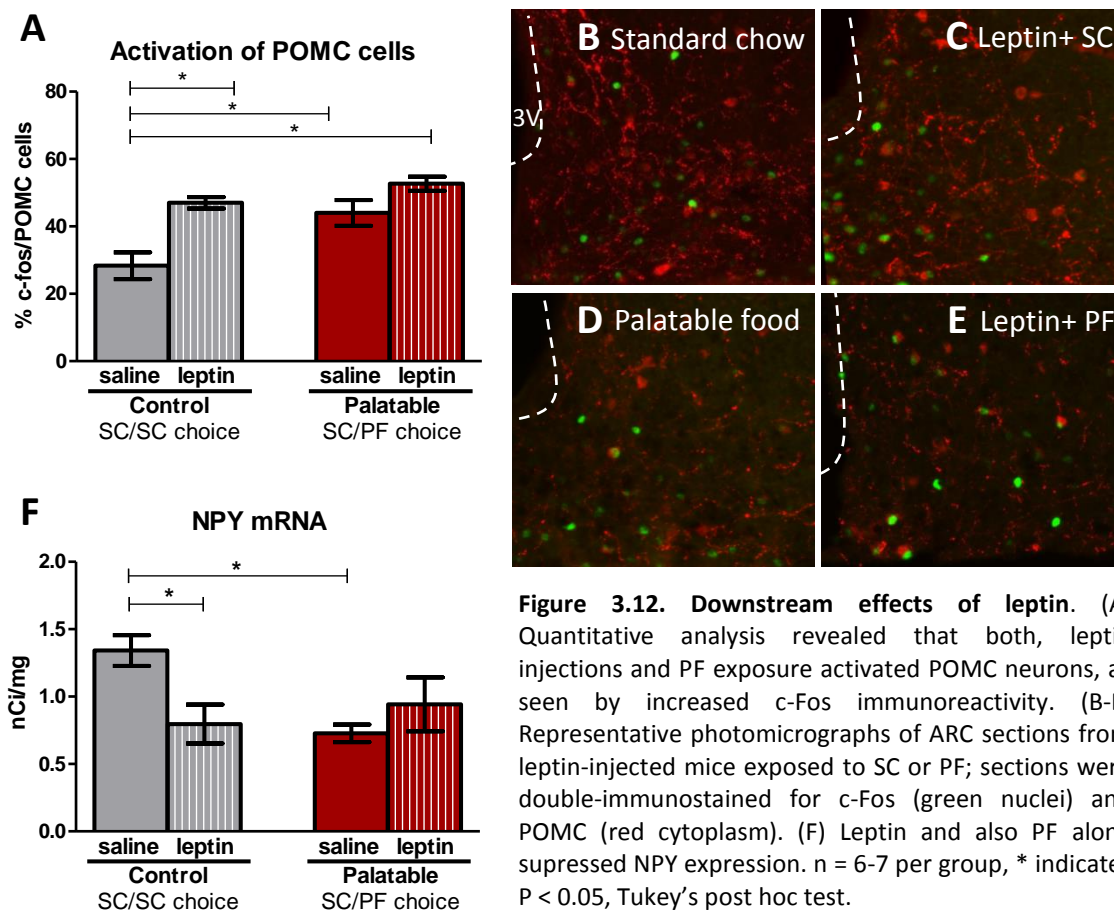 A
Activation of POMC cells
*
*
*
% c-fos/POMC cells
80
60
40
20
0
saline leptin saline leptin
Control Palatable
SC/SC choice SC/PF choice
B Standard chow
3V
C Leptin+ SC
D Palatable food
E Leptin+ PF
F
NPY mRNA
*
*
nCi/mg
2.0
1.5
1.0
0.5
0.0
saline leptin saline leptin
Control Palatable
SC/SC choice SC/PF choice
Figure 3.12. Downstream effects of leptin. (A
Quantitative analysis revealed that both, lepti
injections and PF exposure activated POMC neurons, a
seen by increased c-Fos immunoreactivity. (B-
Representative photomicrographs of ARC sections fro
leptin-injected mice exposed to SC or PF; sections wer
double-immunostained for c-Fos (green nuclei) an
POMC (red cytoplasm). (F) Leptin and also PF alon
supressed NPY expression. n = 6-7 per group, * indicate
P < 0.05, Tukey's post hoc test.